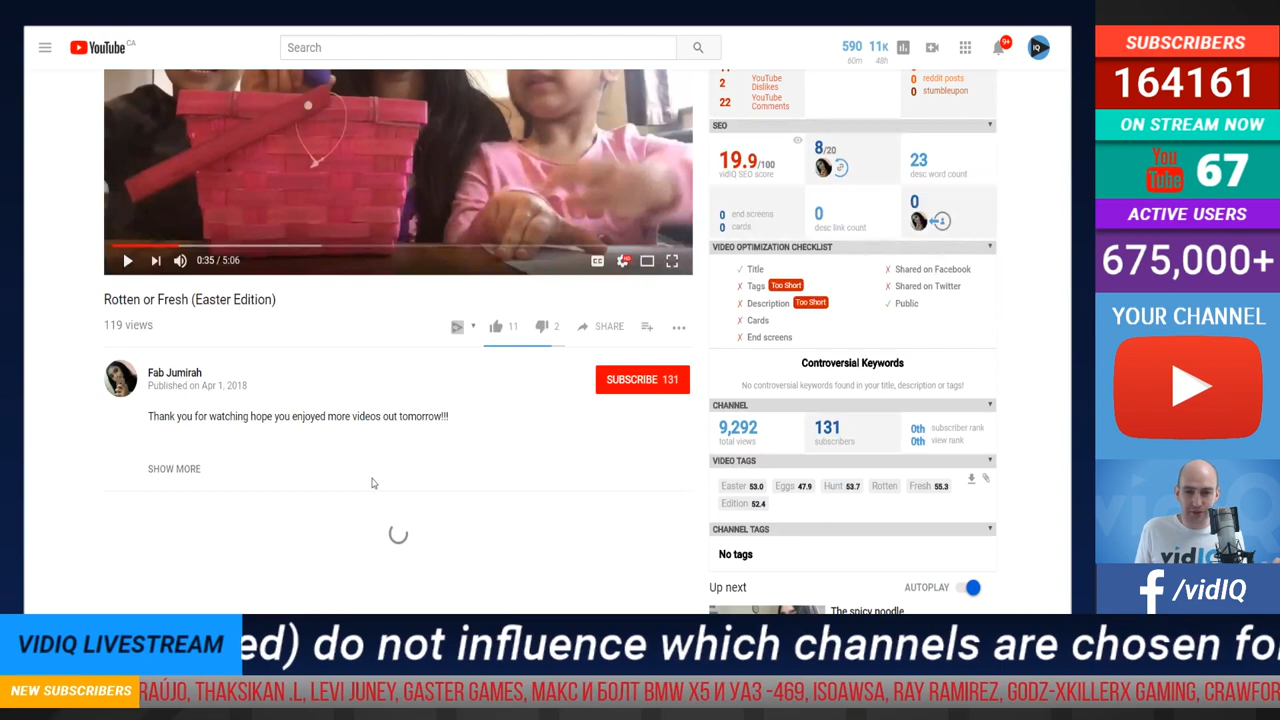 YouTube CA
Search
590 11K
60m 48h
9+
IQ
2 YouTube Dislikes
22 YouTube Comments
0 reddit posts
0 stumbleupon
SEO
19.9/100
vidIQ SEO score
8/20
23
desc word count
0 end screens
0 cards
0
desc link count
0
VIDEO OPTIMIZATION CHECKLIST
✓ Title
✗ Tags Too Short
✗ Description Too Short
✗ Cards
✗ End screens
✗ Shared on Facebook
✗ Shared on Twitter
✓ Public
Controversial Keywords
No controversial keywords found in your title, description or tags!
CHANNEL
9,292
total views
131
subscribers
0th subscriber rank
0th view rank
VIDEO TAGS
Easter 53.0 Eggs 47.9 Hunt 53.7 Rotten Fresh 55.3
Edition 52.4
CHANNEL TAGS
No tags
Up next
AUTOPLAY
The spicy noodle
0:35 / 5:06
CC
HD
Rotten or Fresh (Easter Edition)
119 views
11
2
SHARE
Fab Jumirah
Published on Apr 1, 2018
SUBSCRIBE 131
Thank you for watching hope you enjoyed more videos out tomorrow!!!
SHOW MORE
SUBSCRIBERS
164161
ON STREAM NOW
You Tube 67
ACTIVE USERS
675,000+
YOUR CHANNEL
vidIQ
f /vidIQ
VIDIQ LIVESTREAM
ed) do not influence which channels are chosen fo
NEW SUBSCRIBERS
RAÚJO, THAKSIKAN .L, LEVI JUNEY, GASTER GAMES, МАКС И БОЛТ BMW X5 И УАЗ -469, ISOAWSA, RAY RAMIREZ, GODZ-XKILLERX GAMING, CRAWFOR